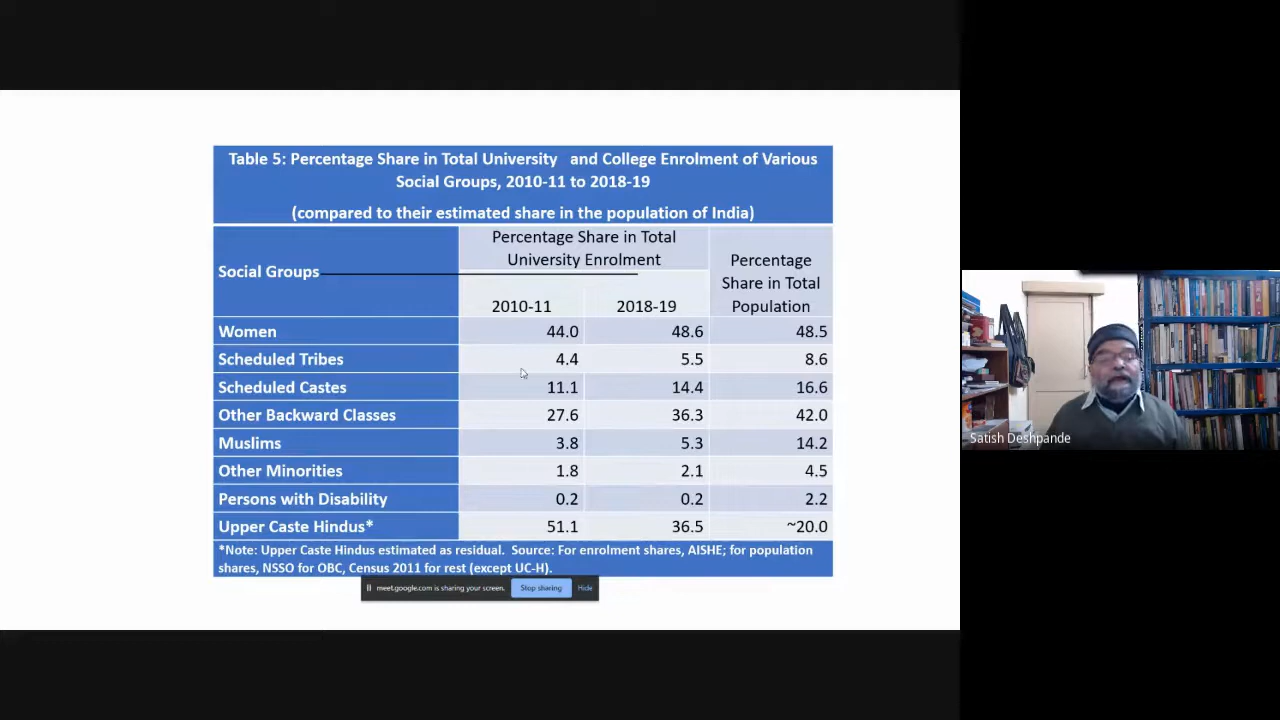 Table 5: Percentage Share in Total University and College Enrolment of Various
Social Groups, 2010-11 to 2018-19
(compared to their estimated share in the population of India)
Social Groups
Percentage Share in Total
University Enrolment
Percentage
Share in Total
Population
2010-11 2018-19
Women 44.0 48.6 48.5
Scheduled Tribes 4.4 5.5 8.6
Scheduled Castes 11.1 14.4 16.6
Other Backward Classes 27.6 36.3 42.0
Muslims 3.8 5.3 14.2
Other Minorities 1.8 2.1 4.5
Persons with Disability 0.2 0.2 2.2
Upper Caste Hindus* 51.1 36.5 ~20.0
*Note: Upper Caste Hindus estimated as residual. Source: For enrolment shares, AISHE; for population
shares, NSSO for OBC, Census 2011 for rest (except UC-H).
meet.google.com is sharing your screen. Stop sharing Hide
Satish Deshpande